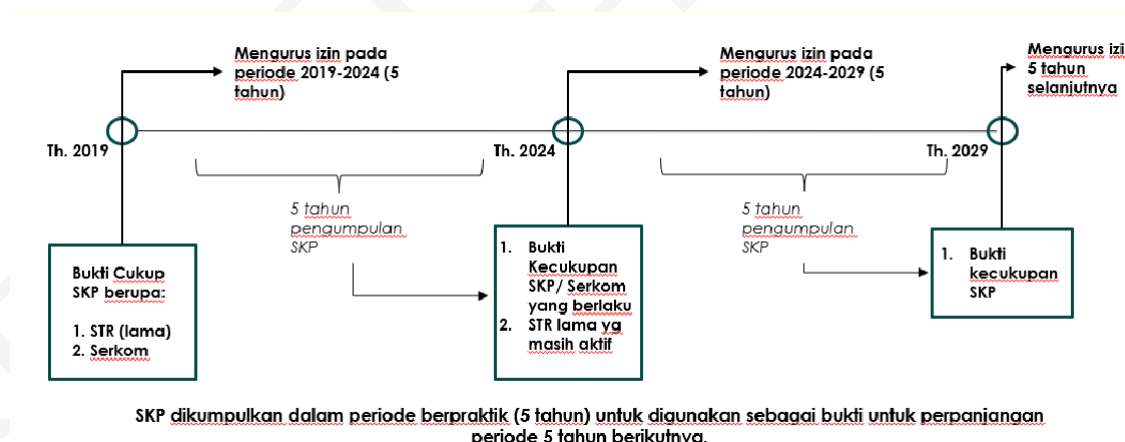 Mengurus izin pada
periode 2019-2024 (5
tahun)
Mengurus izin pada
periode 2024-2029 (5
tahun)
Mengurus izi
5 tahun
selanjutnya
Th. 2019
Th. 2024
Th. 2029
5 tahun
pengumpulan
SKP
5 tahun
pengumpulan
SKP
Bukti Cukup
SKP berupa:
1. STR (lama)
2. Serkom
1. Bukti
Kecukupan
SKP/ Serkom
yang berlaku
2. STR lama yg
masih aktif
1. Bukti
kecukupan
SKP
SKP dikumpulkan dalam periode berpraktik (5 tahun) untuk digunakan sebagai bukti untuk perpanjangan
periode 5 tahun berikutnya.